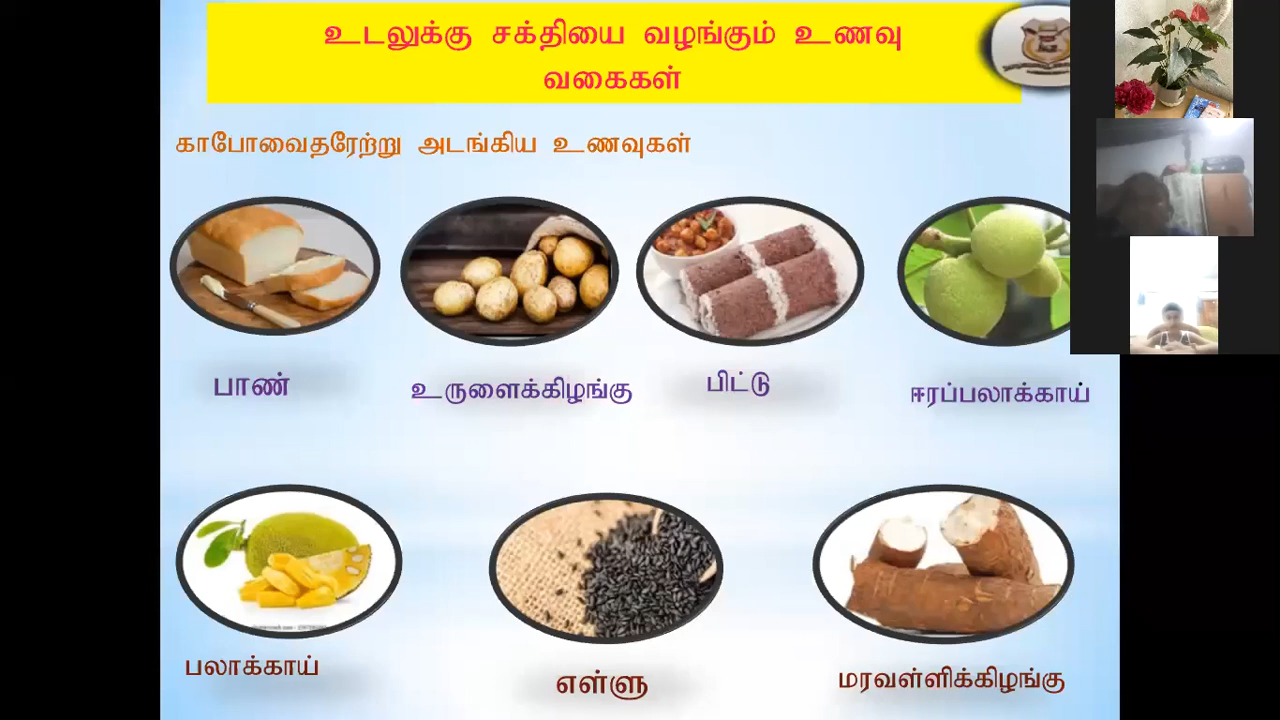 உடலுக்கு சக்தியை வழங்கும் உணவு
வகைகள்
காபோவைதரேற்று அடங்கிய உணவுகள்
பாண்
உருளைக்கிழங்கு
பிட்டு
ஈரப்பலாக்காய்
பலாக்காய்
எள்ளு
மரவள்ளிக்கிழங்கு